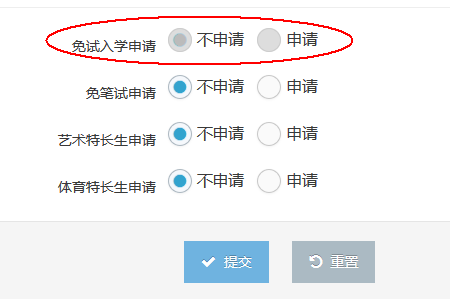 免试入学申请 不申请 申请
免笔试申请 不申请 申请
艺术特长生申请 不申请 申请
体育特长生申请 不申请 申请
提交 重置